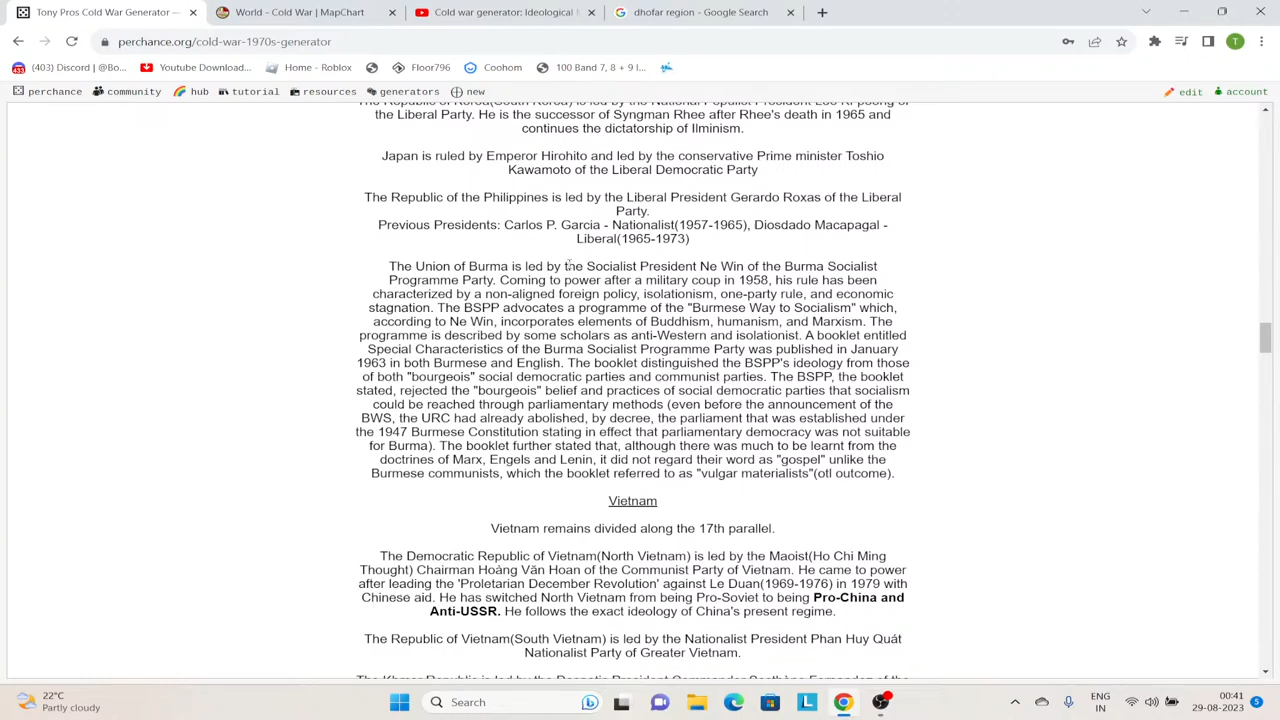 Tony Pros Cold War Generator ~
World - Cold War | MapChart
Cold war generator: Ideological
dhofar region - Google Search
perchance.org/cold-war-1970s-generator
(403) Discord | @Bo...
Youtube Download...
Home - Roblox
Floor796
Coohom
100 Band 7, 8 + 9 I...
perchance
community
hub
tutorial
resources
generators
new
edit
account
the Liberal Party. He is the successor of Syngman Rhee after Rhee's death in 1965 and
continues the dictatorship of Ilminism.
Japan is ruled by Emperor Hirohito and led by the conservative Prime minister Toshio
Kawamoto of the Liberal Democratic Party
The Republic of the Philippines is led by the Liberal President Gerardo Roxas of the Liberal
Party.
Previous Presidents: Carlos P. Garcia - Nationalist(1957-1965), Diosdado Macapagal -
Liberal(1965-1973)
The Union of Burma is led by the Socialist President Ne Win of the Burma Socialist
Programme Party. Coming to power after a military coup in 1958, his rule has been
characterized by a non-aligned foreign policy, isolationism, one-party rule, and economic
stagnation. The BSPP advocates a programme of the "Burmese Way to Socialism" which,
according to Ne Win, incorporates elements of Buddhism, humanism, and Marxism. The
programme is described by some scholars as anti-Western and isolationist. A booklet entitled
Special Characteristics of the Burma Socialist Programme Party was published in January
1963 in both Burmese and English. The booklet distinguished the BSPP's ideology from those
of both "bourgeois" social democratic parties and communist parties. The BSPP, the booklet
stated, rejected the "bourgeois" belief and practices of social democratic parties that socialism
could be reached through parliamentary methods (even before the announcement of the
BWS, the URC had already abolished, by decree, the parliament that was established under
the 1947 Burmese Constitution stating in effect that parliamentary democracy was not suitable
for Burma). The booklet further stated that, although there was much to be learnt from the
doctrines of Marx, Engels and Lenin, it did not regard their word as "gospel" unlike the
Burmese communists, which the booklet referred to as "vulgar materialists"(otl outcome).
Vietnam
Vietnam remains divided along the 17th parallel.
The Democratic Republic of Vietnam(North Vietnam) is led by the Maoist(Ho Chi Ming
Thought) Chairman Hoàng Văn Hoan of the Communist Party of Vietnam. He came to power
after leading the 'Proletarian December Revolution' against Le Duan(1969-1976) in 1979 with
Chinese aid. He has switched North Vietnam from being Pro-Soviet to being Pro-China and
Anti-USSR. He follows the exact ideology of China's present regime.
The Republic of Vietnam(South Vietnam) is led by the Nationalist President Phan Huy Quát
Nationalist Party of Greater Vietnam.
22°C
Partly cloudy
Search
ENG
IN
00:41
29-08-2023
5